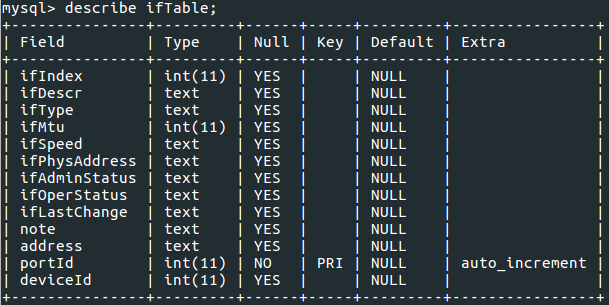 mysql> describe ifTable;
+---------------+---------+------+-----+---------+----------------+
| Field         | Type    | Null | Key | Default | Extra          |
+---------------+---------+------+-----+---------+----------------+
| ifIndex       | int(11) | YES  |     | NULL    |                |
| ifDescr       | text    | YES  |     | NULL    |                |
| ifType        | text    | YES  |     | NULL    |                |
| ifMtu         | int(11) | YES  |     | NULL    |                |
| ifSpeed       | text    | YES  |     | NULL    |                |
| ifPhysAddress | text    | YES  |     | NULL    |                |
| ifAdminStatus | text    | YES  |     | NULL    |                |
| ifOperStatus  | text    | YES  |     | NULL    |                |
| ifLastChange  | text    | YES  |     | NULL    |                |
| note          | text    | YES  |     | NULL    |                |
| address       | text    | YES  |     | NULL    |                |
| portId        | int(11) | NO   | PRI | NULL    | auto_increment |
| deviceId      | int(11) | YES  |     | NULL    |                |
+---------------+---------+------+-----+---------+----------------+